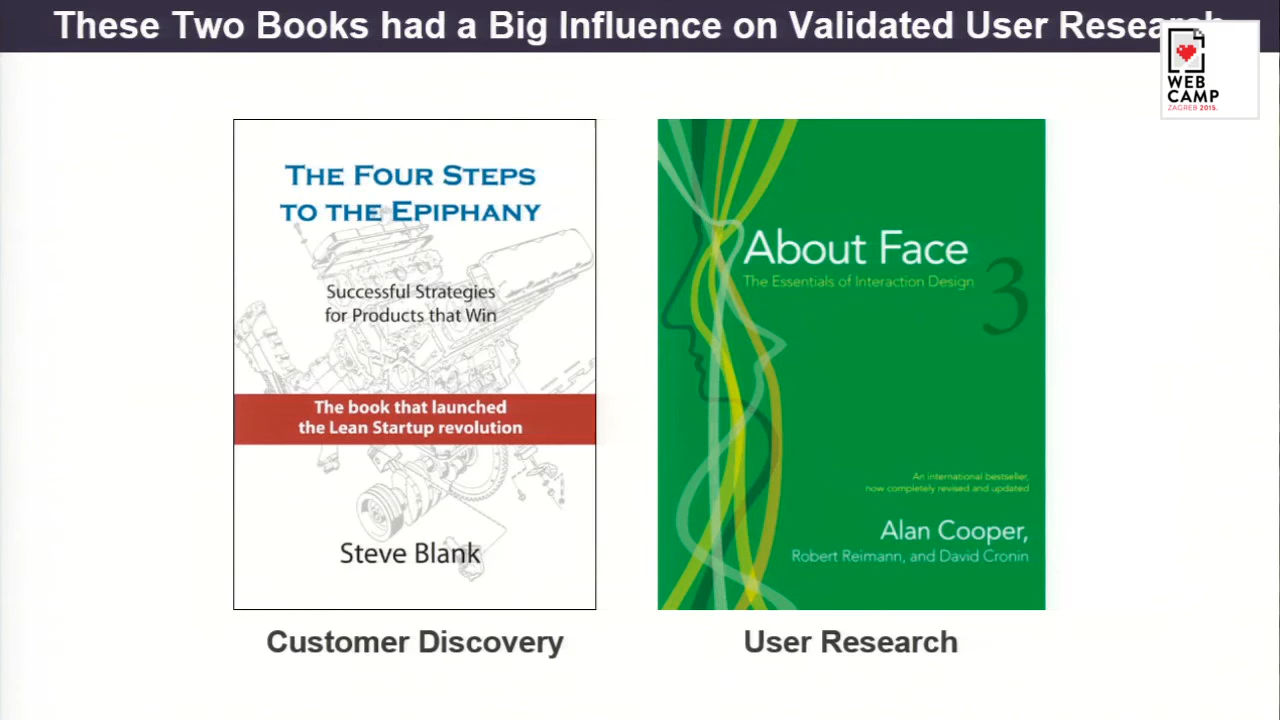 These Two Books had a Big Influence on Validated User Research
WEB
CAMP
ZAGREB 2015.
THE FOUR STEPS
TO THE EPIPHANY
Successful Strategies
for Products that Win
The book that launched
the Lean Startup revolution
Steve Blank
Customer Discovery
About Face
The Essentials of Interaction Design
3
An international bestseller,
now completely revised and updated
Alan Cooper,
Robert Reimann, and David Cronin
User Research